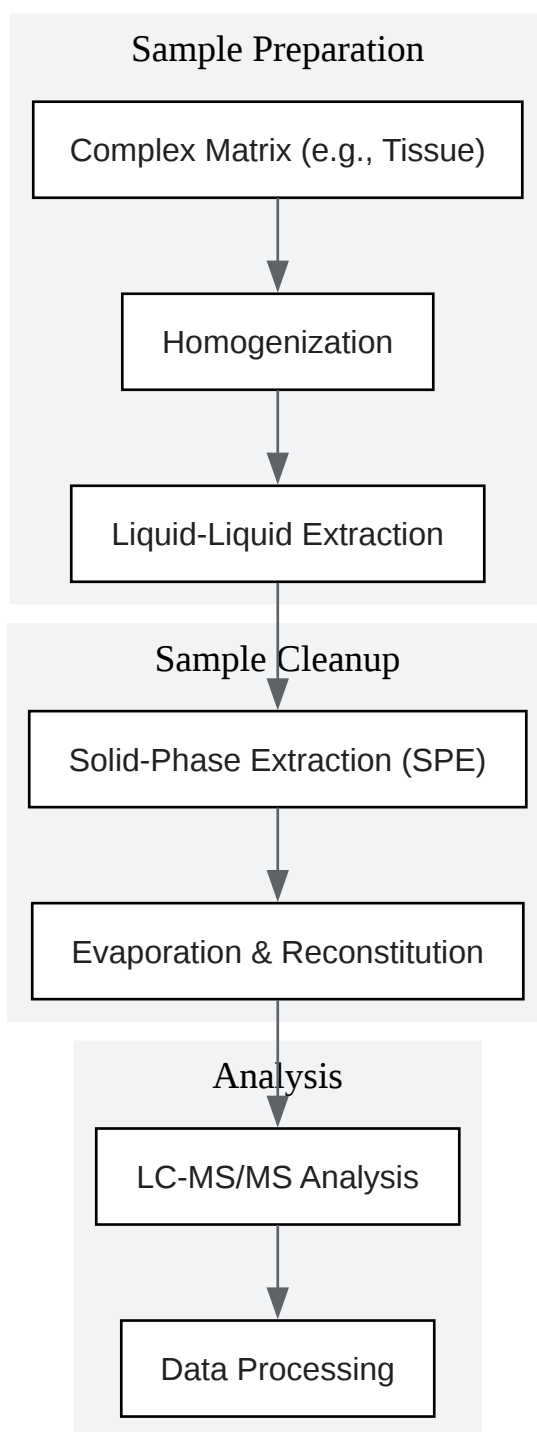 Sample Preparation
Complex Matrix (e.g., Tissue)
Homogenization
Liquid-Liquid Extraction
Sample Cleanup
Solid-Phase Extraction (SPE)
Evaporation & Reconstitution
Analysis
LC-MS/MS Analysis
Data Processing